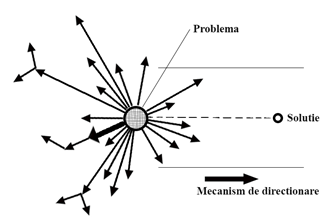 Problema
Solutie
Mecanism de directionare